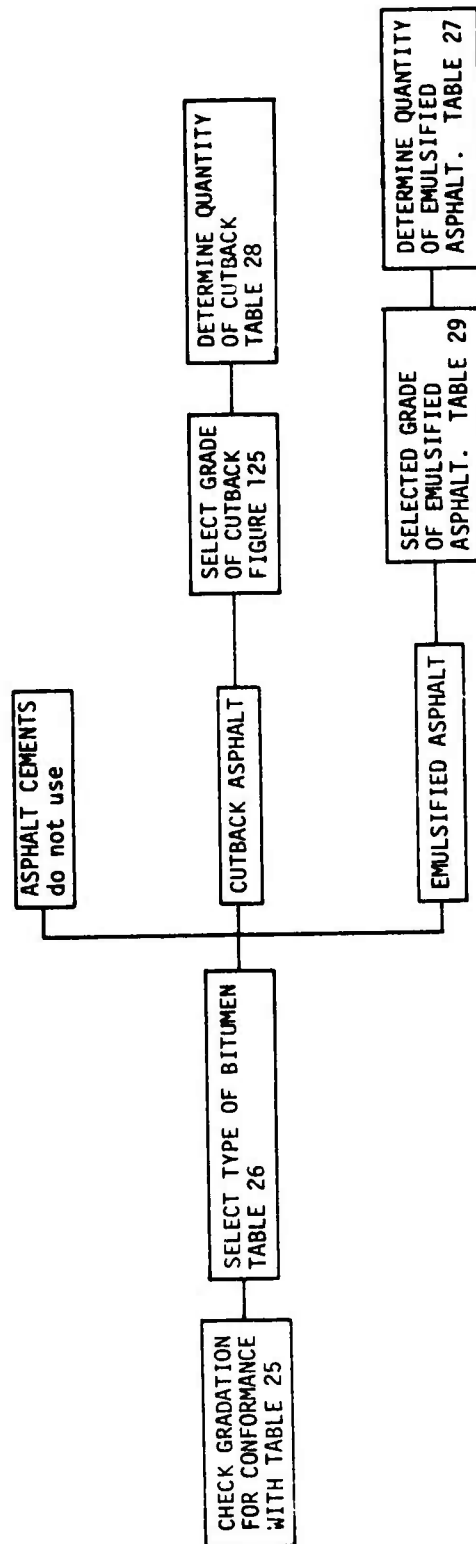 CHECK GRADATION
FOR CONFORMANCE
WITH TABLE 25
SELECT TYPE OF BITUMEN
TABLE 26
ASPHALT CEMENTS
do not use
CUTBACK ASPHALT
SELECT GRADE
OF CUTBACK
FIGURE 125
DETERMINE QUANTITY
OF CUTBACK
TABLE 28
EMULSIFIED ASPHALT
SELECTED GRADE
OF EMULSIFIED
ASPHALT. TABLE 29
DETERMINE QUANTITY
OF EMULSIFIED
ASPHALT. TABLE 27